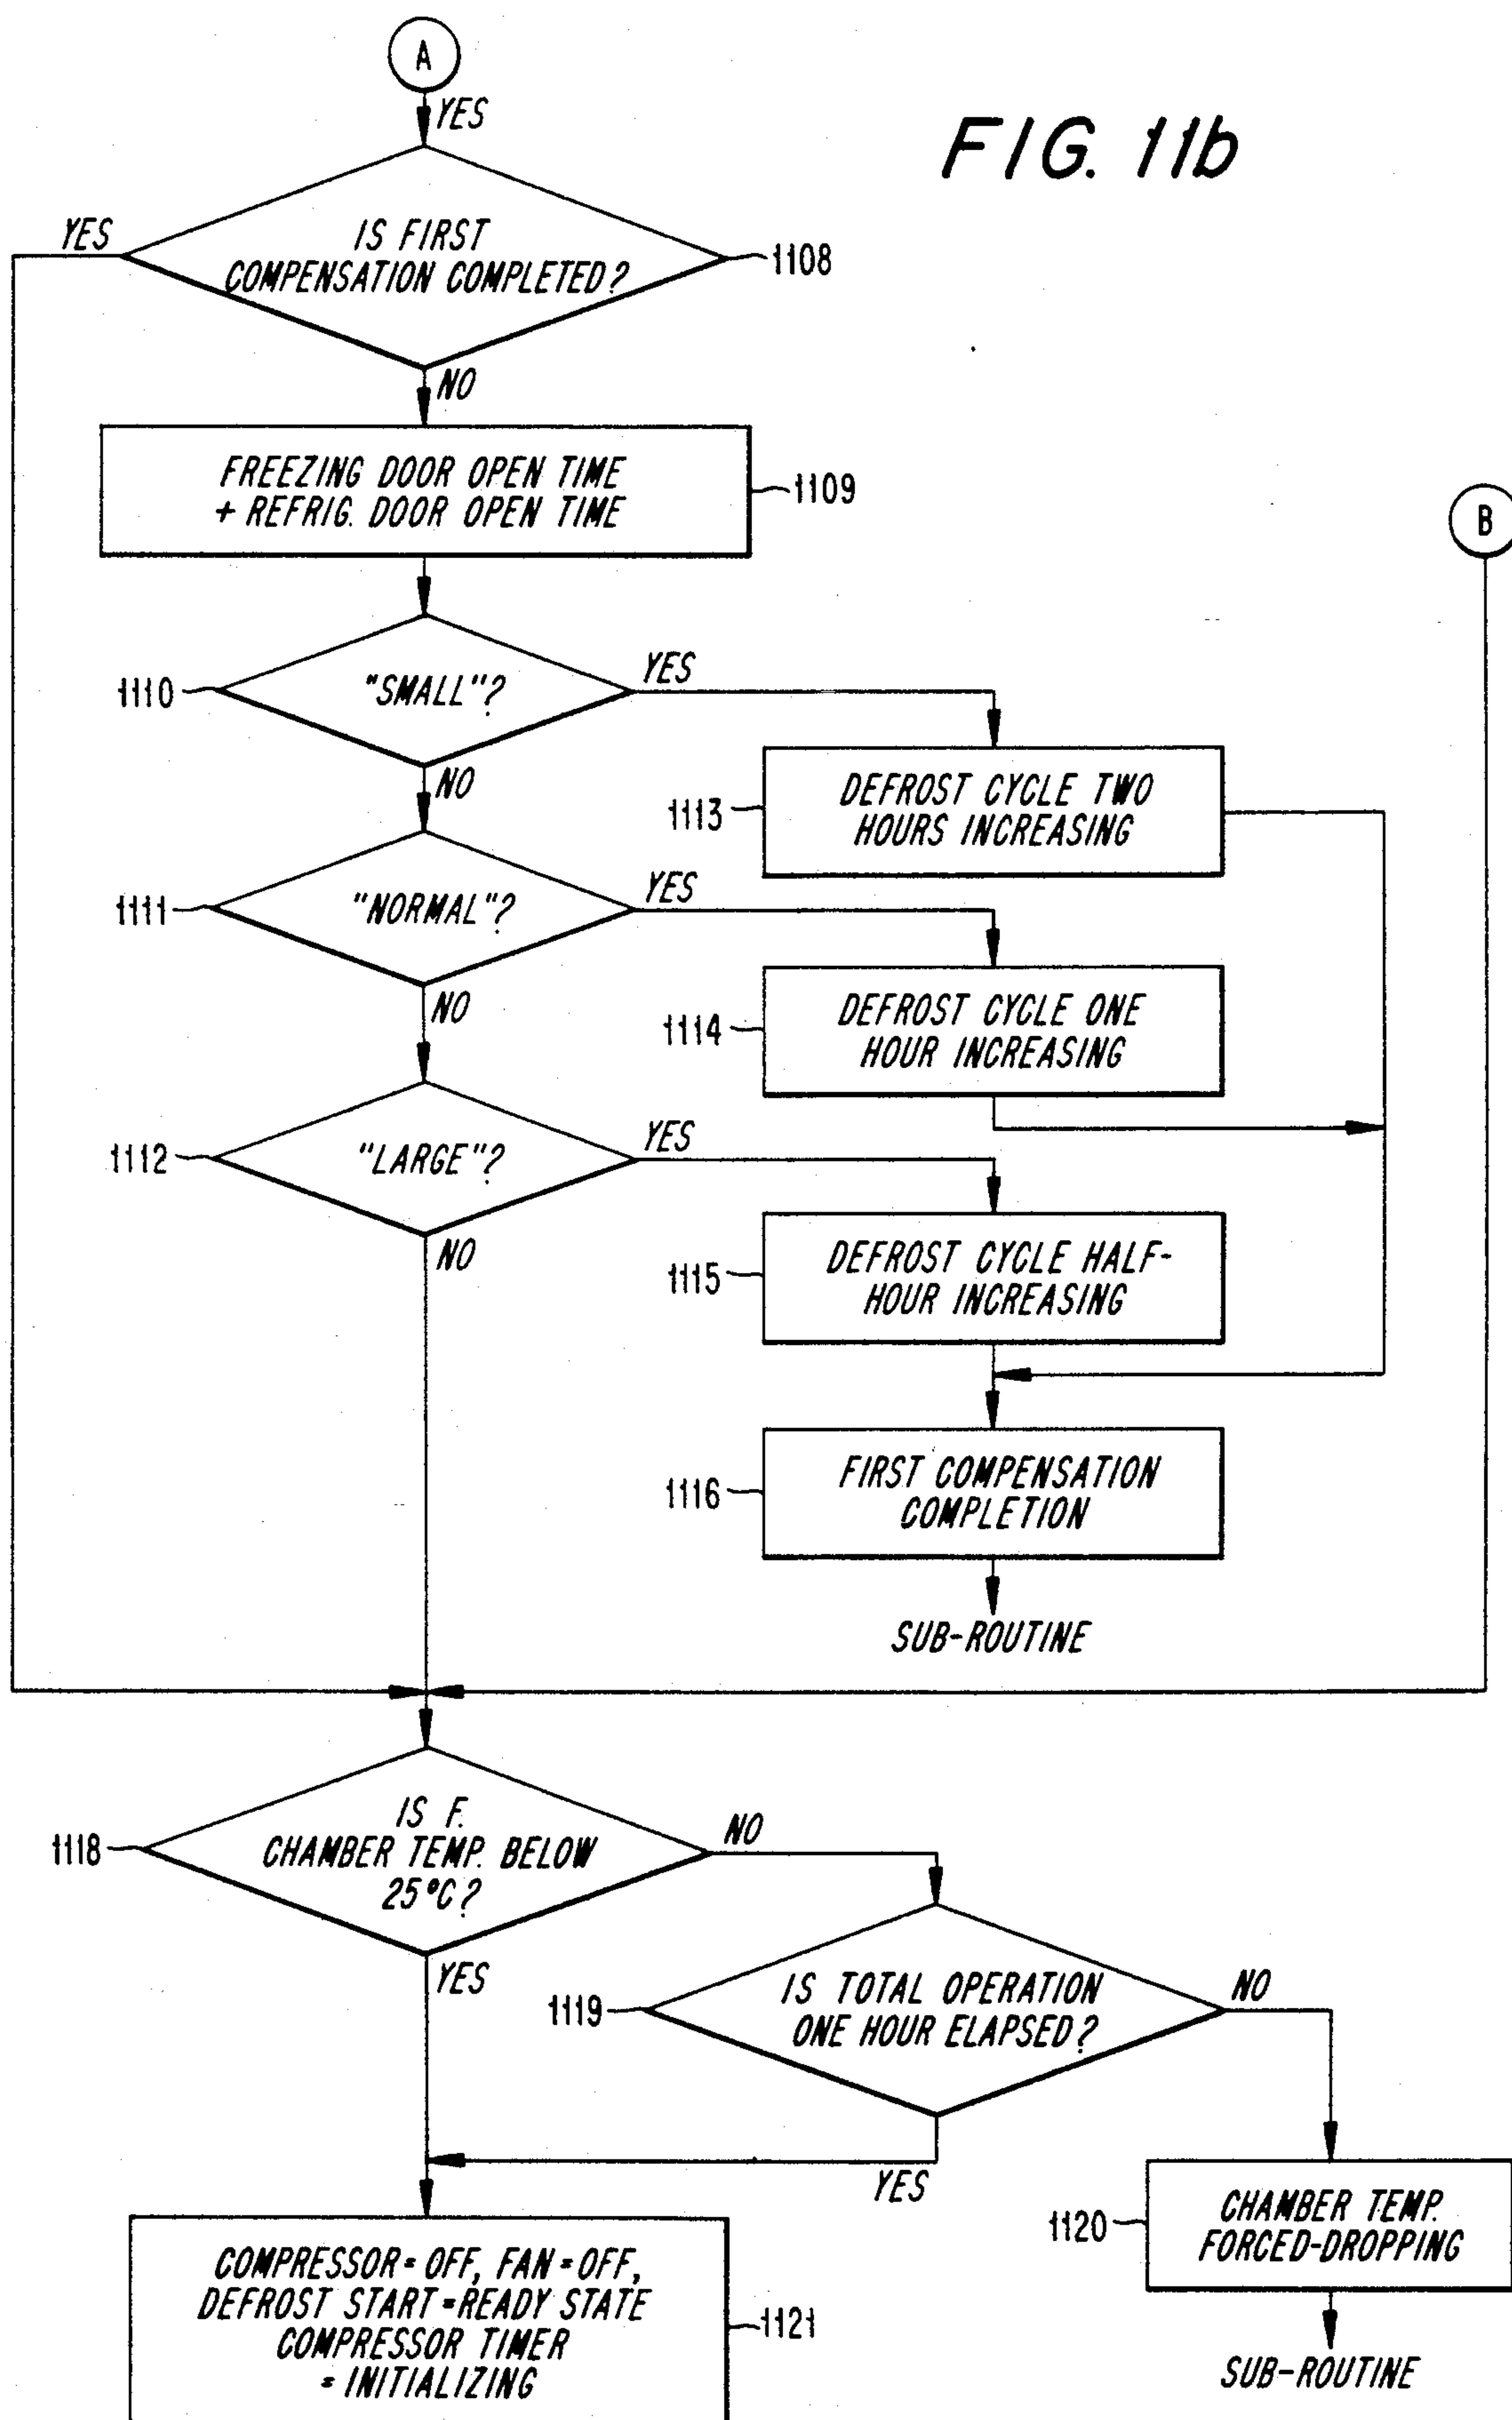 A
YES
FIG. 11b
IS FIRST
COMPENSATION COMPLETED?
YES
1108
NO
FREEZING DOOR OPEN TIME
+ REFRIG. DOOR OPEN TIME
1109
B
"SMALL"?
1110
YES
NO
DEFROST CYCLE TWO
HOURS INCREASING
1113
"NORMAL"?
1111
YES
NO
DEFROST CYCLE ONE
HOUR INCREASING
1114
"LARGE"?
1112
YES
NO
DEFROST CYCLE HALF-
HOUR INCREASING
1115
FIRST COMPENSATION
COMPLETION
1116
SUB-ROUTINE
IS F.
CHAMBER TEMP. BELOW
25°C?
1118
NO
YES
IS TOTAL OPERATION
ONE HOUR ELAPSED?
1119
NO
YES
CHAMBER TEMP.
FORCED-DROPPING
1120
SUB-ROUTINE
COMPRESSOR=OFF, FAN=OFF,
DEFROST START=READY STATE
COMPRESSOR TIMER
=INITIALIZING
1121